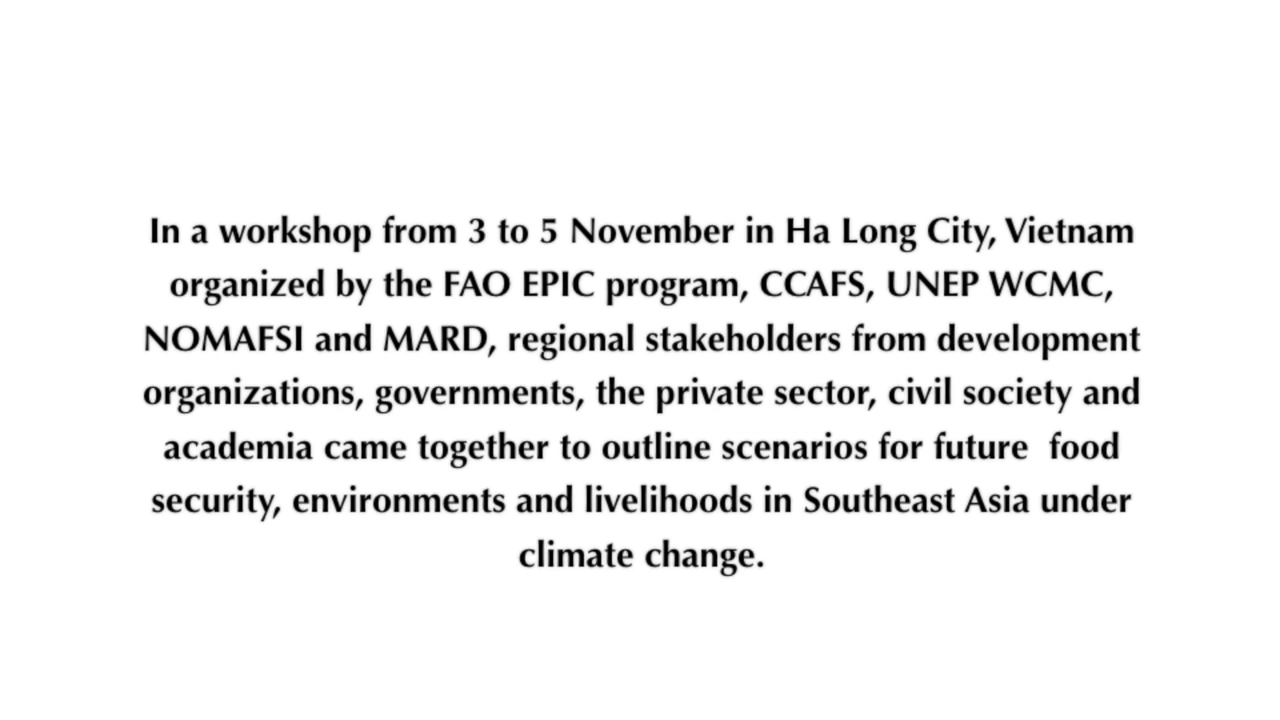 In a workshop from 3 to 5 November in Ha Long City, Vietnam
organized by the FAO EPIC program, CCAFS, UNEP WCMC,
NOMAFSI and MARD, regional stakeholders from development
organizations, governments, the private sector, civil society and
academia came together to outline scenarios for future  food
security, environments and livelihoods in Southeast Asia under
climate change.